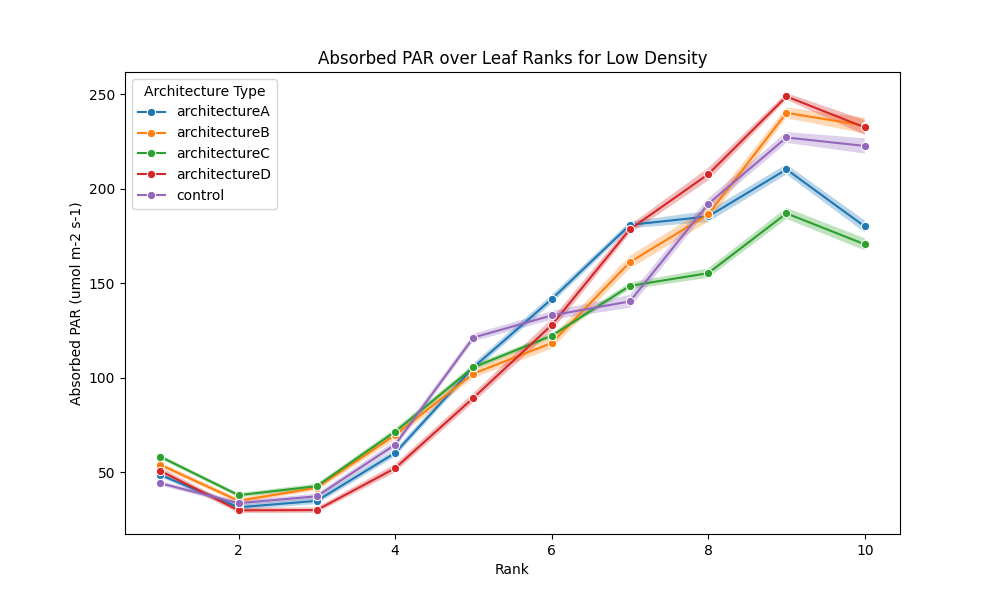 Absorbed PAR over Leaf Ranks for Low Density
Absorbed PAR (umol m-2 s-1)
250
200
150
100
50
Architecture Type
architectureA
architectureB
architectureC
architectureD
control
2 4 6 8 10
Rank